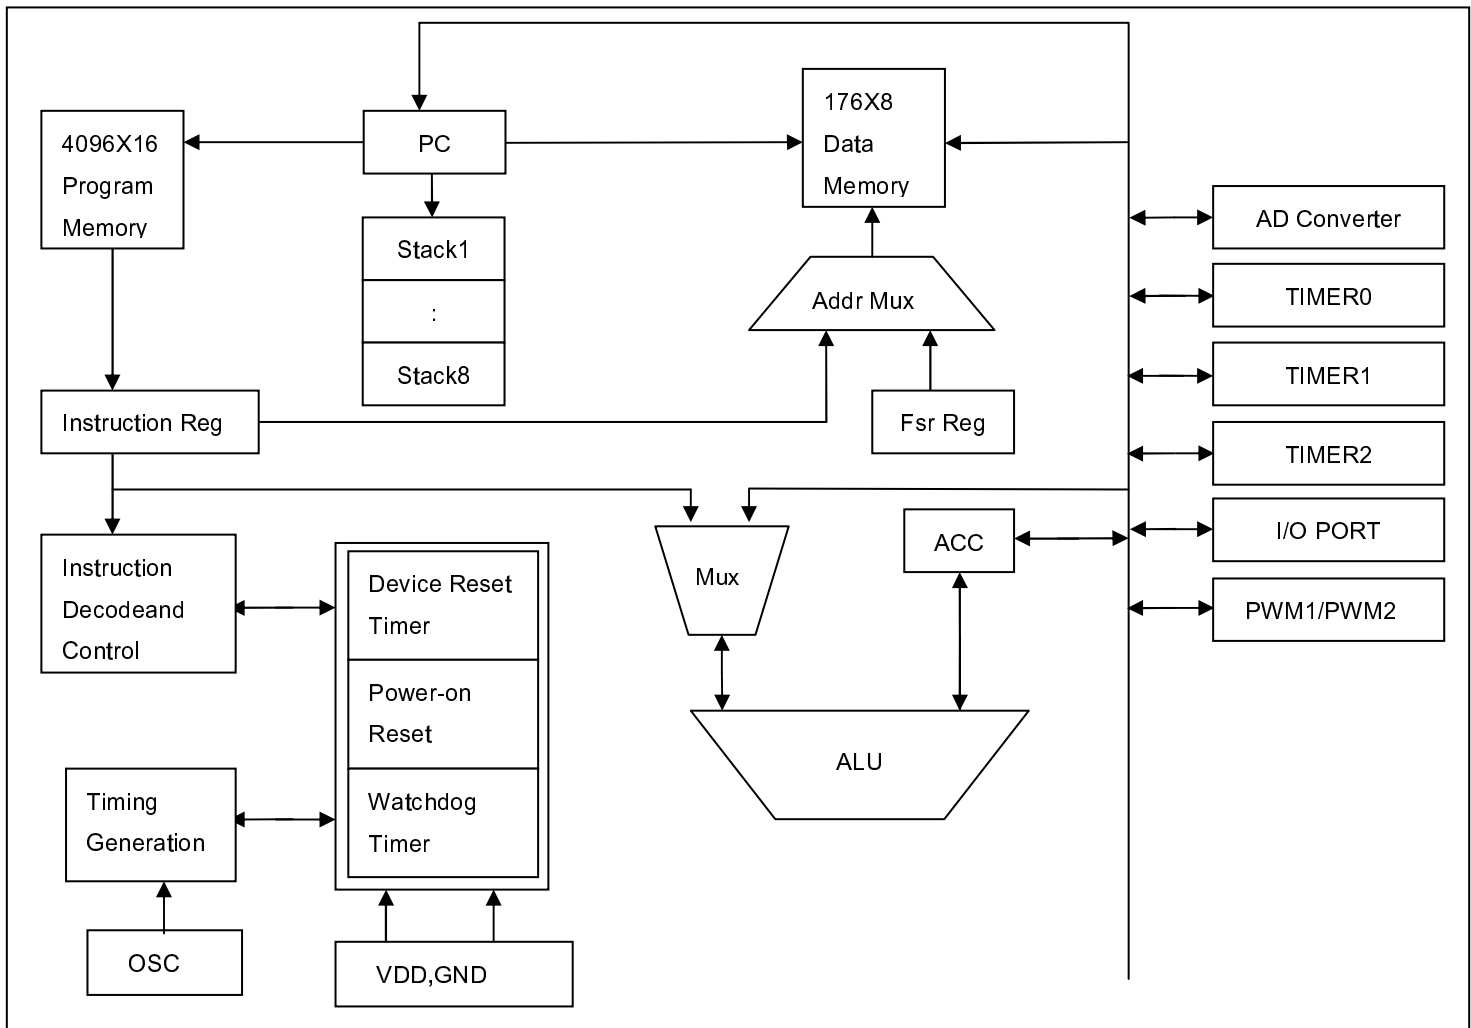 176X8
Data
Memory
4096X16
Program
Memory
PC
Stack1
:
Stack8
AD Converter
TIMER0
TIMER1
TIMER2
I/O PORT
PWM1/PWM2
Addr Mux
Instruction Reg
Fsr Reg
Instruction
Decodeand
Control
Device Reset
Timer
Power-on
Reset
Watchdog
Timer
Mux
ACC
ALU
Timing
Generation
OSC
VDD,GND